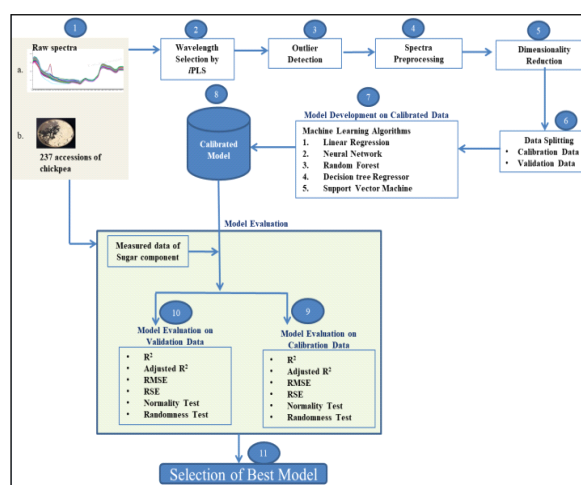 1
Raw spectra
a.
b.
237 accessions of
chickpea
2
Wavelength
Selection by
iPLS
3
Outlier
Detection
4
Spectra
Preprocessing
5
Dimensionality
Reduction
6
Data Splitting
• Calibration Data
• Validation Data
7
Model Development on Calibrated Data
Machine Learning Algorithms
1. Linear Regression
2. Neural Network
3. Random Forest
4. Decision tree Regressor
5. Support Vector Machine
8
Calibrated
Model
Model Evaluation
Measured data of
Sugar component
9
Model Evaluation on
Calibration Data
• R²
• Adjusted R²
• RMSE
• RSE
• Normality Test
• Randomness Test
10
Model Evaluation on
Validation Data
• R²
• Adjusted R²
• RMSE
• RSE
• Normality Test
• Randomness Test
11
Selection of Best Model